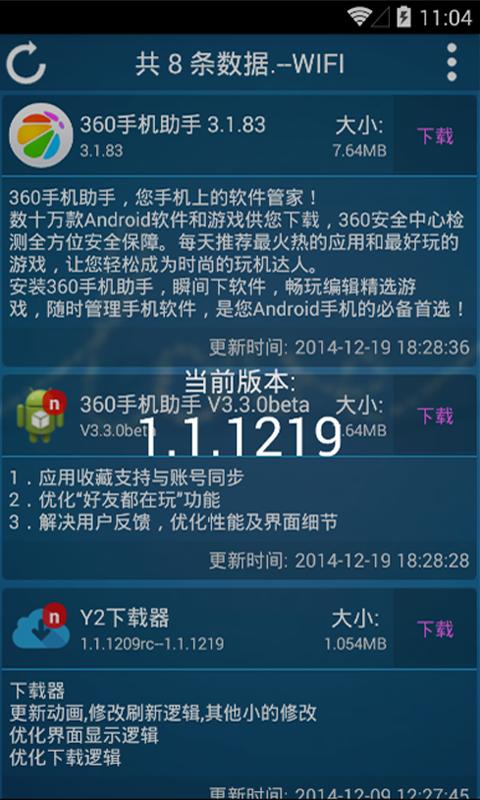 11:04
共 8 条数据.--WIFI
360手机助手 3.1.83
大小:
下载
3.1.83
7.64MB
360手机助手，您手机上的软件管家！
数十万款Android软件和游戏供您下载，360安全中心检
测全方位安全保障。每天推荐最火热的应用和最好玩的
游戏，让您轻松成为时尚的玩机达人。
安装360手机助手，瞬间下软件，畅玩编辑精选游
戏，随时管理手机软件，是您Android手机的必备首选！
更新时间: 2014-12-19 18:28:36
当前版本:
1.1.1219
n
360手机助手 V3.3.0beta
大小:
下载
V3.3.0beta
.64MB
1．应用收藏支持与账号同步
2．优化“好友都在玩”功能
3．解决用户反馈，优化性能及界面细节
更新时间: 2014-12-19 18:28:28
n
Y2下载器
大小:
下载
1.1.1209rc--1.1.1219
1.054MB
下载器
更新动画,修改刷新逻辑,其他小的修改
优化界面显示逻辑
优化下载逻辑
更新时间: 2014-12-09 12:27:45